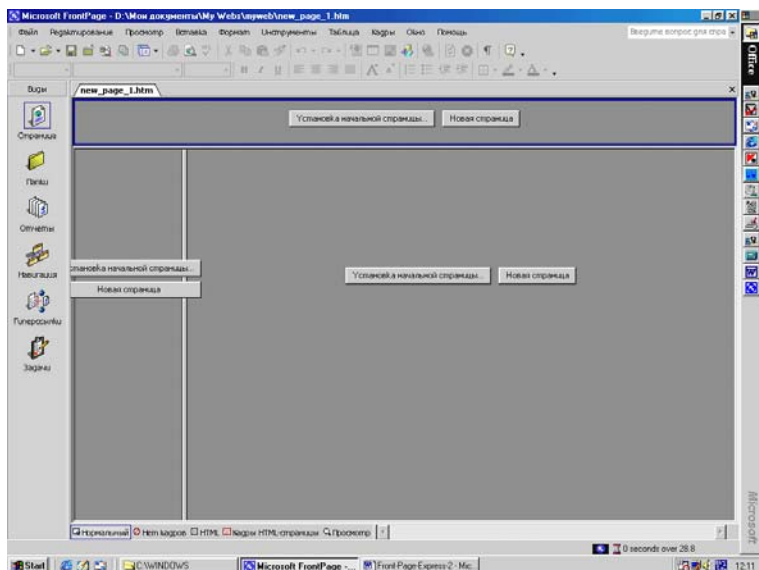 Microsoft FrontPage - D:\Мои документы\My Webs\myweb\new_page_1.htm
Файл Редактирование Просмотр Вставка Формат Инструменты Таблица Кадры Окно Помощь
Введите вопрос для спра
Виды
new_page_1.htm
Office
Страница
Установка начальной страницы...
Новая страница
Папки
Отчеты
Навигация
становка начальной страницы...
Новая страница
Установка начальной страницы...
Новая страница
Гиперссылки
Задачи
Нормальный Нет кадров HTML Кадры HTML-страницы Просмотр
Microsoft
0 seconds over 28.8
Start
C:\WINDOWS
Microsoft FrontPage -...
Front-Page-Express-2 - Mic...
12:11